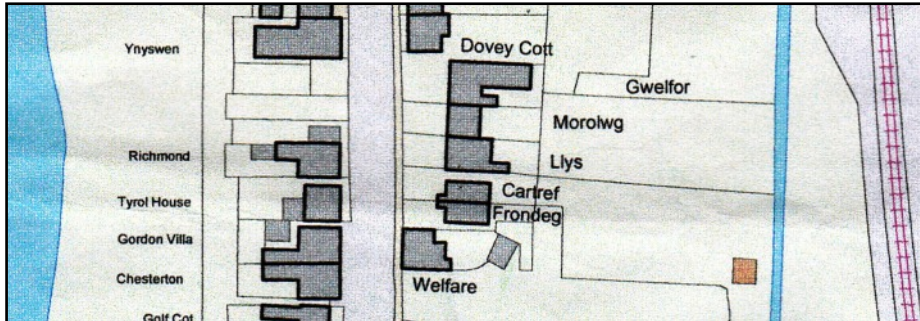 Ynyswen
Dovey Cott
Gwelfor
Morolwg
Richmond
Llys
Tyrol House
Cartref
Frondeg
Gordon Villa
Chesterton
Welfare
Golf Cot